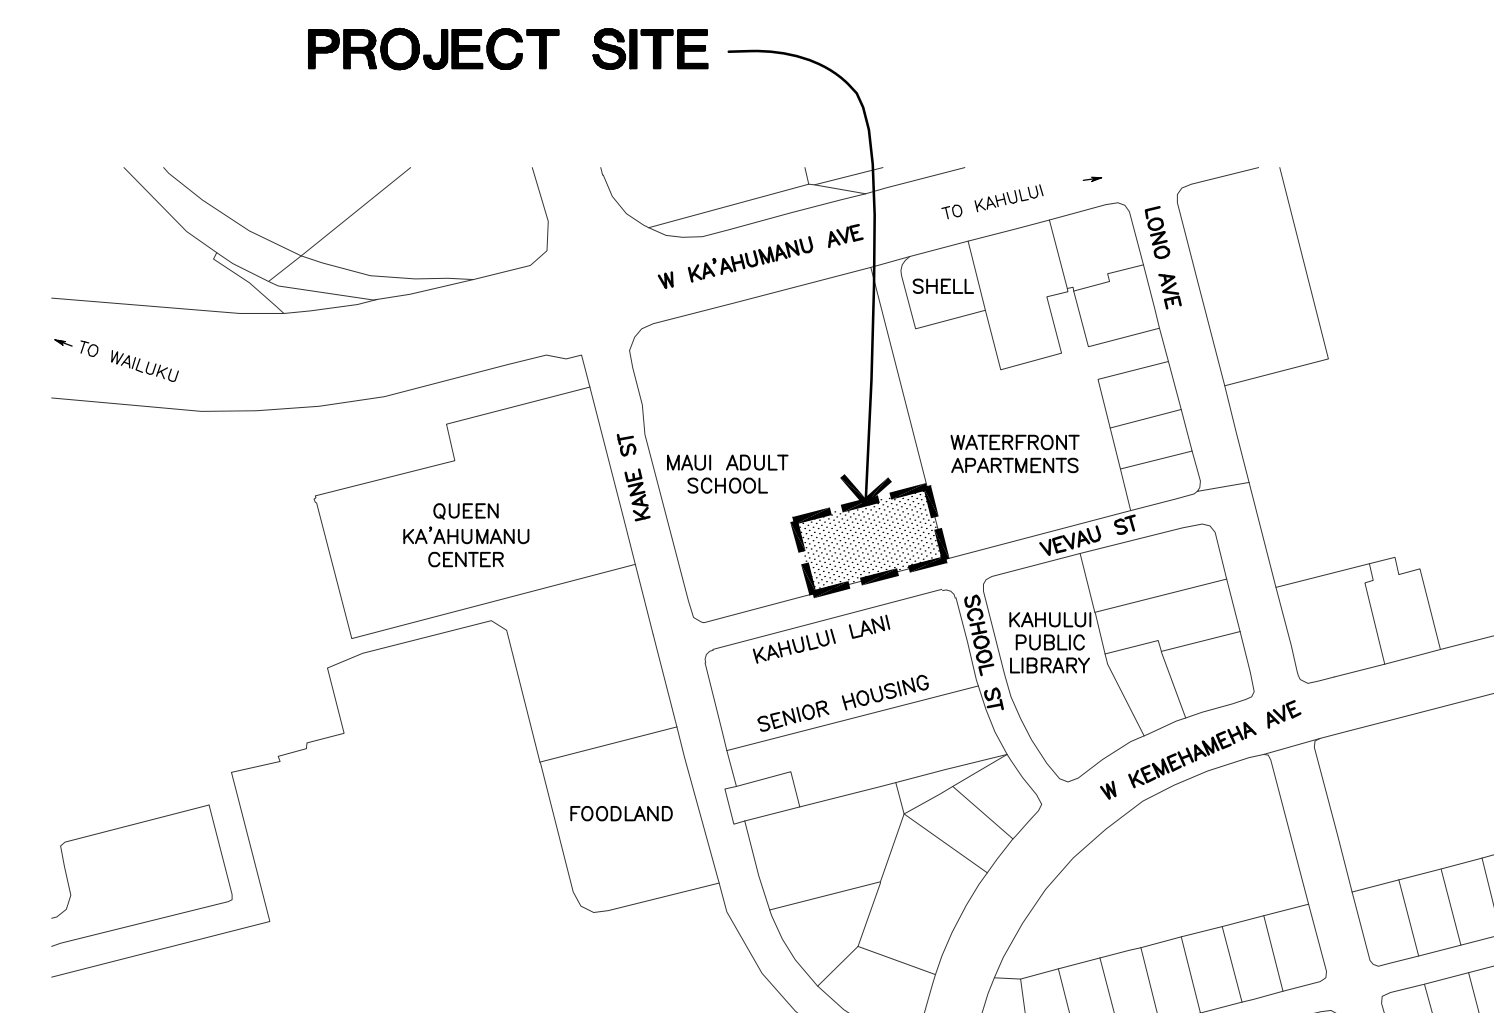 PROJECT SITE
TO KAHULUI
W KA'AHUMANU AVE
LONO AVE
SHELL
TO WAILUKU
KANE ST
MAUI ADULT
SCHOOL
WATERFRONT
APARTMENTS
QUEEN
KA'AHUMANU
CENTER
VEVAU ST
SCHOOL ST
KAHULUI
PUBLIC
LIBRARY
KAHULUI LANI
SENIOR HOUSING
W KEMEHAMEHA AVE
FOODLAND